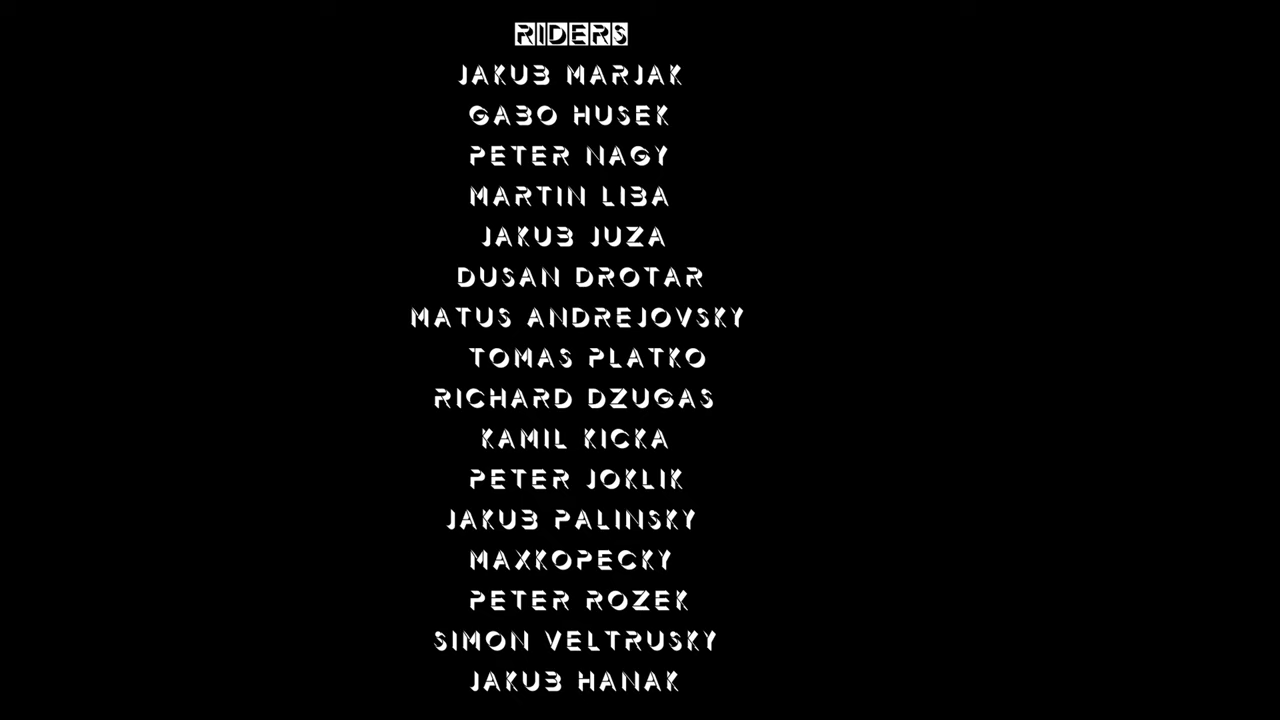 RIDERS
JAKUB MARJAK
GABO HUSEK
PETER NAGY
MARTIN LIBA
JAKUB JUZA
DUSAN DROTAR
MATUS ANDREJOVSKY
TOMAS PLATKO
RICHARD DZUGAS
KAMIL KICKA
PETER JOKLIK
JAKUB PALINSKY
MAXKOPECKY
PETER ROZEK
SIMON VELTRUSKY
JAKUB HANAK